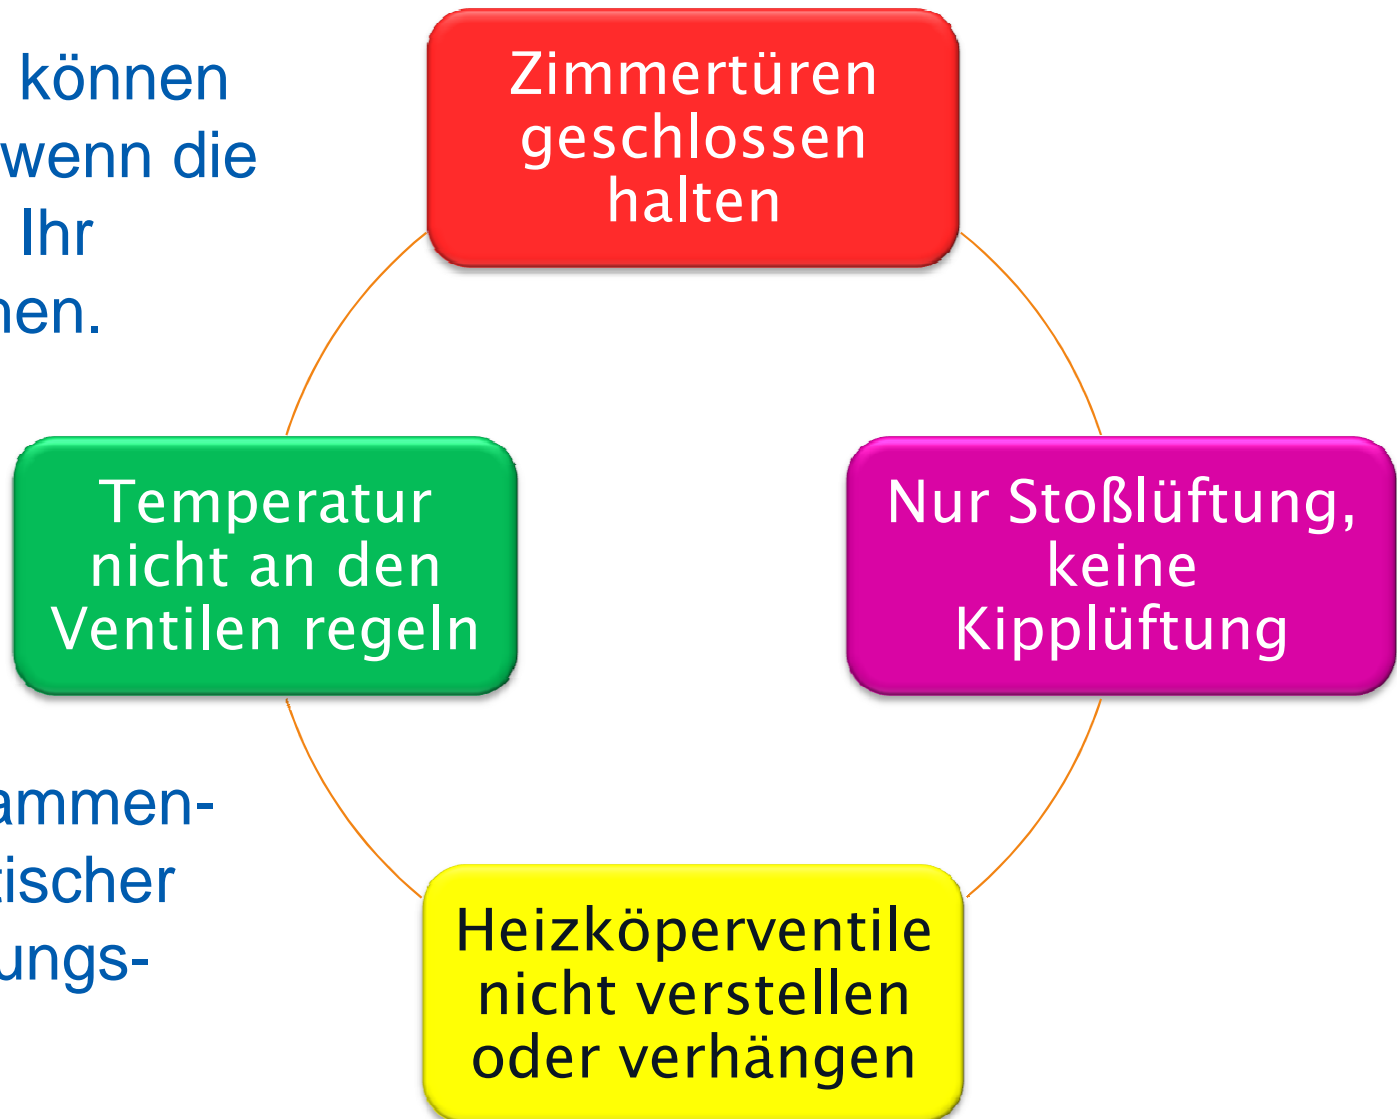 können
wenn die
Ihr
nen.
Zimmertüren
geschlossen
halten
Temperatur
nicht an den
Ventilen regeln
Nur Stoßlüftung,
keine
Kipplüftung
ammen-
tischer
ungs-
Heizköperventile
nicht verstellen
oder verhängen